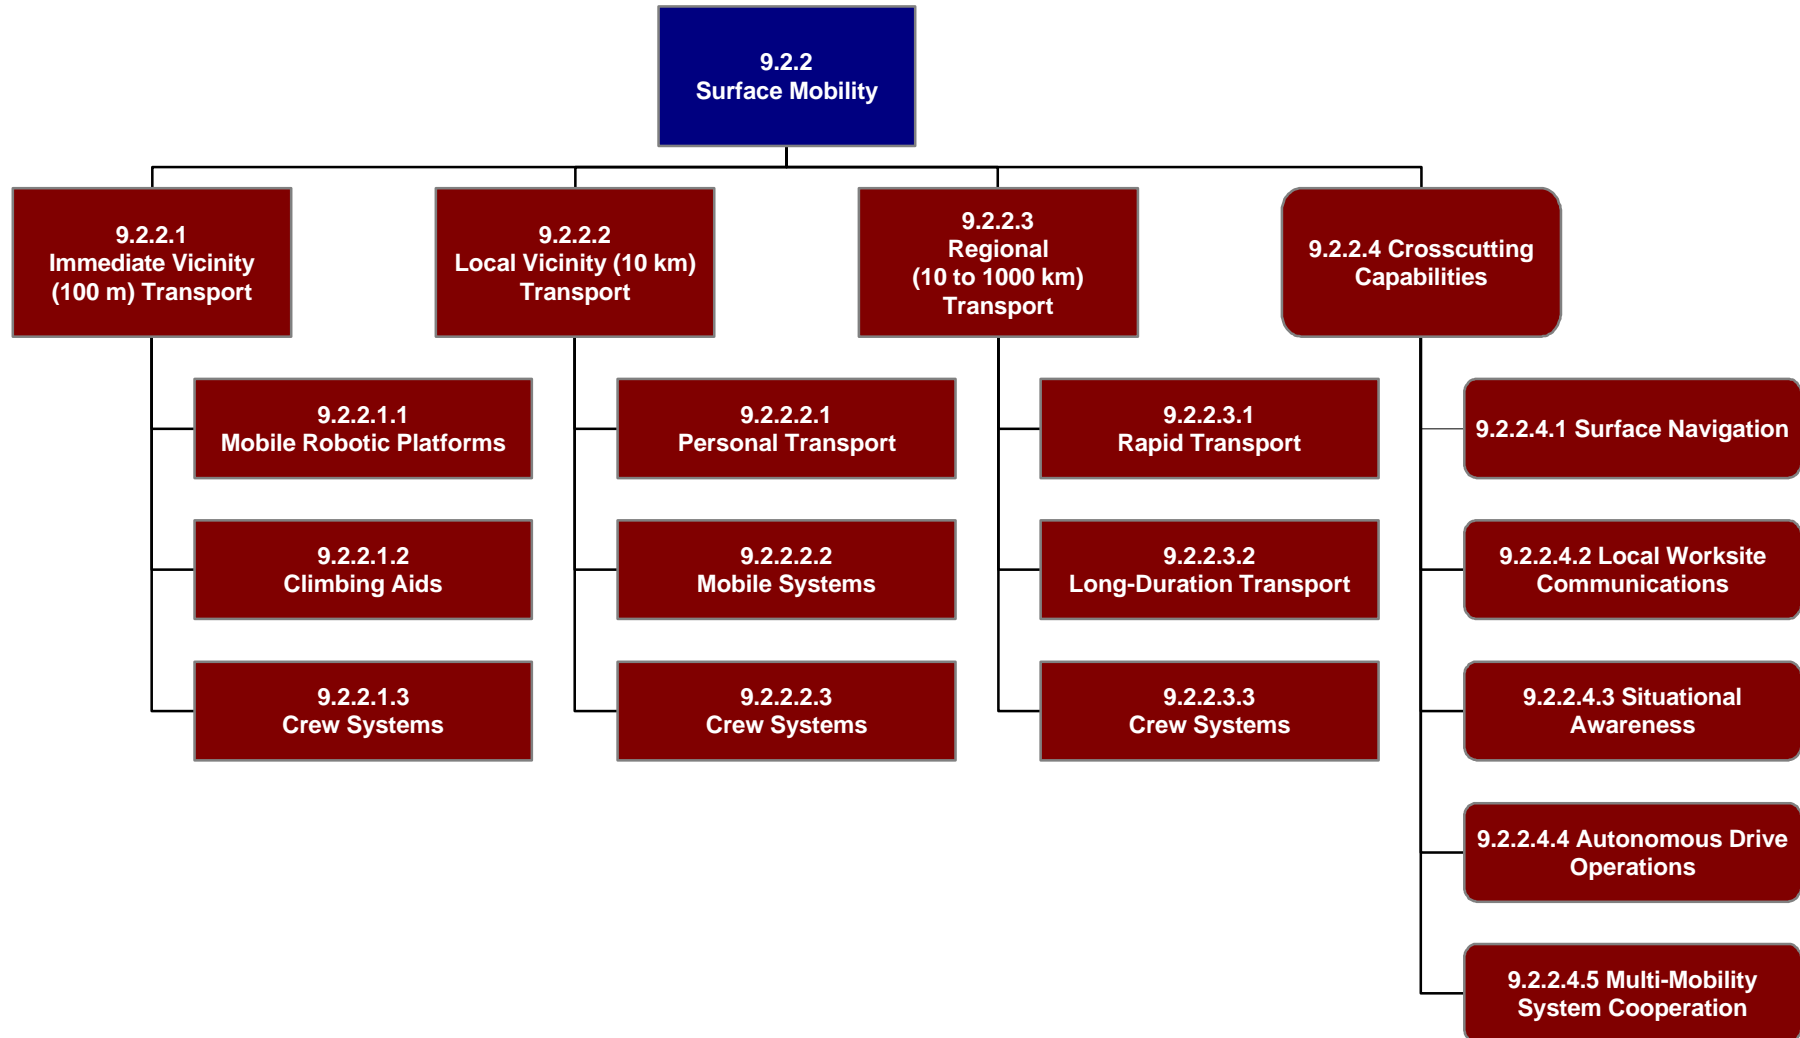 9.2.2
Surface Mobility
9.2.2.1
Immediate Vicinity
(100 m) Transport
9.2.2.2
Local Vicinity (10 km)
Transport
9.2.2.3
Regional
(10 to 1000 km)
Transport
9.2.2.4 Crosscutting
Capabilities
9.2.2.1.1
Mobile Robotic Platforms
9.2.2.1.2
Climbing Aids
9.2.2.1.3
Crew Systems
9.2.2.2.1
Personal Transport
9.2.2.2.2
Mobile Systems
9.2.2.2.3
Crew Systems
9.2.2.3.1
Rapid Transport
9.2.2.3.2
Long-Duration Transport
9.2.2.3.3
Crew Systems
9.2.2.4.1 Surface Navigation
9.2.2.4.2 Local Worksite
Communications
9.2.2.4.3 Situational
Awareness
9.2.2.4.4 Autonomous Drive
Operations
9.2.2.4.5 Multi-Mobility
System Cooperation